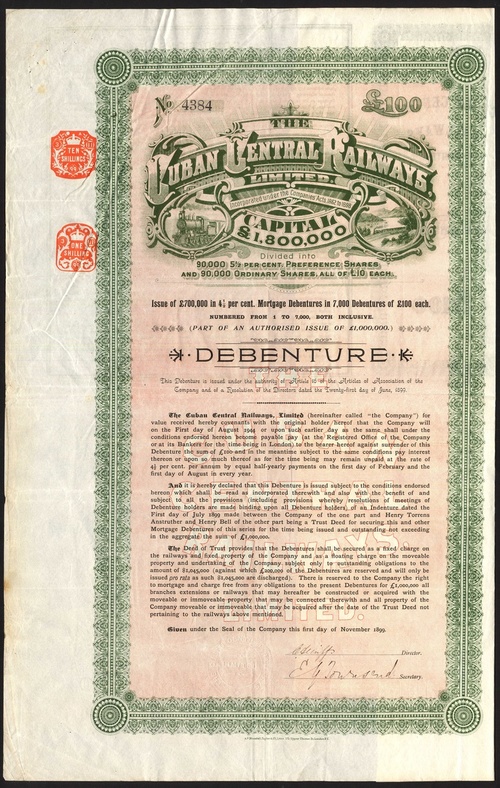 No 4384
£100
TEN
SHILLINGS
ONE
SHILLING
THE
CUBAN CENTRAL RAILWAYS,
LIMITED.
Incorporated under the Companies' Acts, 1862 to 1898
CAPITAL
£1,800,000
Divided into
90,000 5½ PER CENT. PREFERENCE SHARES,
AND 90,000 ORDINARY SHARES, ALL OF £10 EACH.
Issue of £700,000 in 4½ per cent. Mortgage Debentures in 7,000 Debentures of £100 each.
NUMBERED FROM 1 TO 7,000, BOTH INCLUSIVE.
(PART OF AN AUTHORISED ISSUE OF £1,000,000.)
DEBENTURE
This Debenture is issued under the authority of Article 10 of the Articles of Association of the
Company and of a Resolution of the Directors dated the Twenty-first day of June, 1899.
The Cuban Central Railways, Limited (hereinafter called "the Company") for
value received hereby covenants with the original holder hereof that the Company will
on the First day of August 1942 or upon such earlier day as the same shall under the
conditions endorsed hereon become payable pay at the Registered Office of the Company
or at its Bankers for the time being in London) to the bearer hereof against surrender of this
Debenture the sum of £100 and in the meantime subject to the same conditions pay interest
thereon or upon so much thereof as for the time being may remain unpaid at the rate of
4½ per cent. per annum by equal half-yearly payments on the first day of February and the
first day of August in every year.
And it is hereby declared that this Debenture is issued subject to the conditions endorsed
hereon which shall be read as incorporated therewith and also with the benefit of and
subject to all the provisions (including provisions whereby resolutions of meetings of
Debenture holders are made binding upon all Debenture holders) of an Indenture dated the
First day of July 1899 made between the Company of the one part and Henry Torrens
Anstruther and Henry Bell of the other part being a Trust Deed for securing this and other
Mortgage Debentures of this series for the time being issued and outstanding not exceeding
in the aggregate the sum of £1,000,000.
The Deed of Trust provides that the Debentures shall be secured as a fixed charge on
the railways and fixed property of the Company and as a floating charge on the moveable
property and undertaking of the Company subject only to outstanding obligations to the
amount of £1,045,000 (against which £300,000 of the Debentures are reserved and will only be
issued pro rata as such £1,045,000 are discharged). There is reserved to the Company the right
to mortgage and charge free from any obligations to the present Debentures for £1,000,000 all
branches extensions or railways that may hereafter be constructed or acquired with the
moveable or immoveable property that may be connected therewith and all property of the
Company moveable or immoveable that may be acquired after the date of the Trust Deed not
pertaining to the railways above mentioned.
Given under the Seal of the Company this first day of November 1899.
Director.
E G Townsend Secretary.